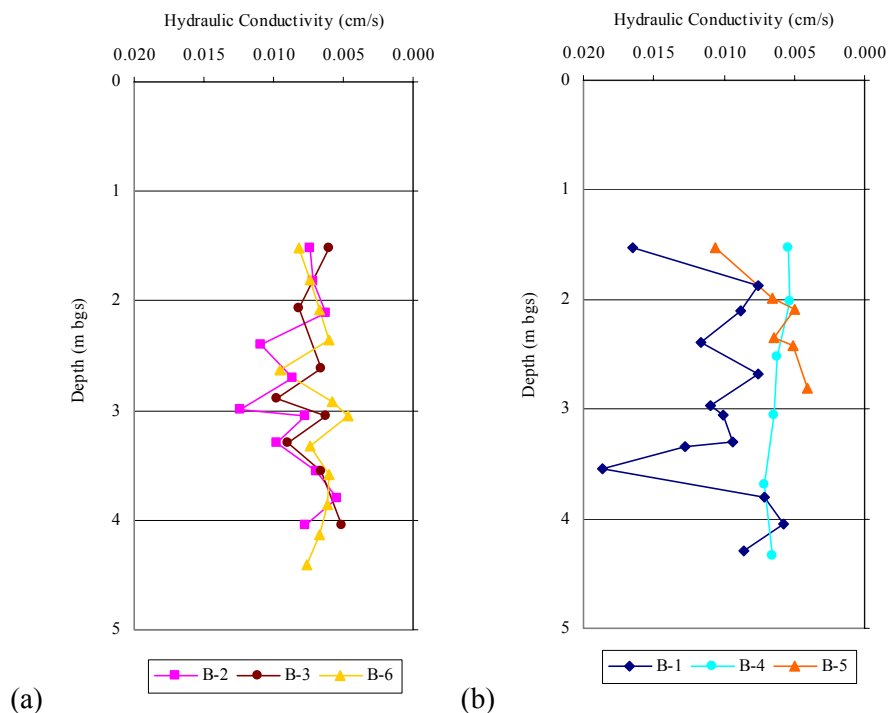 Hydraulic Conductivity (cm/s)
0.020 0.015 0.010 0.005 0.000
0
1
2
3
4
5
Depth (m bgs)
B-2 B-3 B-6
(a)
Hydraulic Conductivity (cm/s)
0.020 0.015 0.010 0.005 0.000
0
1
2
3
4
5
Depth (m bgs)
B-1 B-4 B-5
(b)